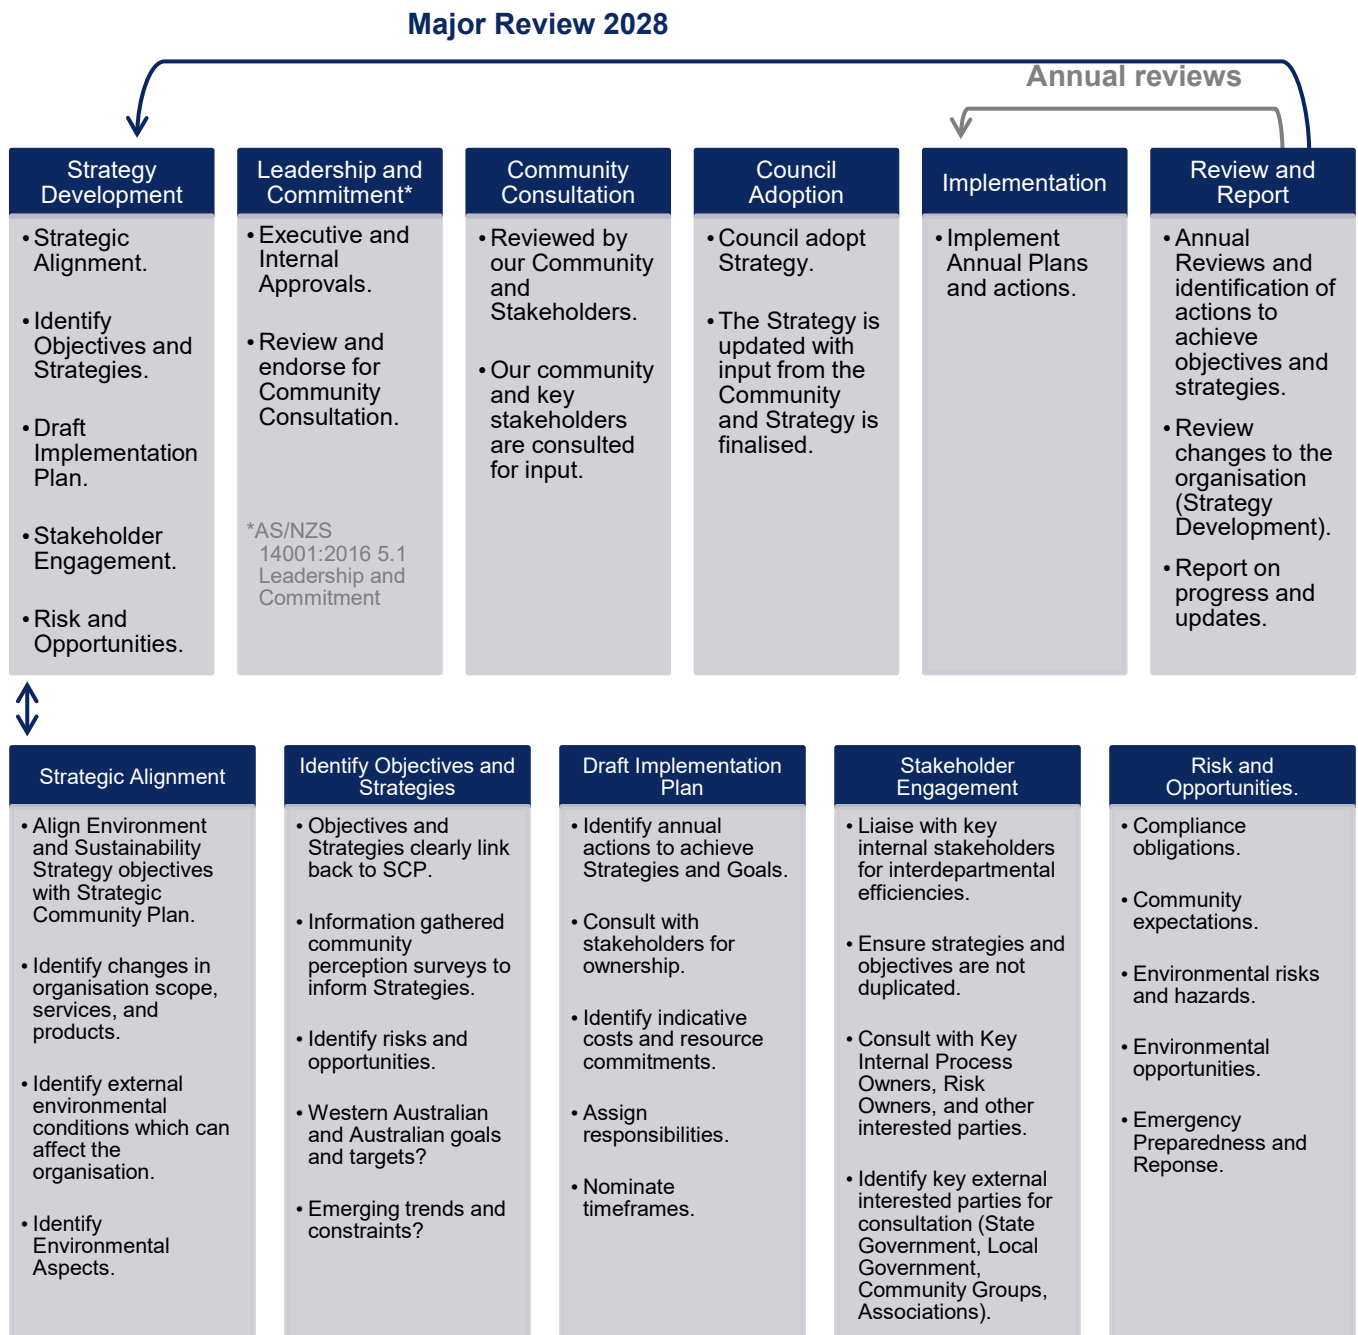 Major Review 2028
Annual reviews
Strategy
Development
• Strategic
Alignment.
• Identify
Objectives and
Strategies.
• Draft
Implementation
Plan.
• Stakeholder
Engagement.
• Risk and
Opportunities.
Leadership and
Commitment*
• Executive and
Internal
Approvals.
• Review and
endorse for
Community
Consultation.
*AS/NZS
14001:2016 5.1
Leadership and
Commitment
Community
Consultation
• Reviewed by
our Community
and
Stakeholders.
• Our community
and key
stakeholders
are consulted
for input.
Council
Adoption
• Council adopt
Strategy.
• The Strategy is
updated with
input from the
Community
and Strategy is
finalised.
Implementation
• Implement
Annual Plans
and actions.
Review and
Report
• Annual
Reviews and
identification of
actions to
achieve
objectives and
strategies.
• Review
changes to the
organisation
(Strategy
Development).
• Report on
progress and
updates.
Strategic Alignment
• Align Environment
and Sustainability
Strategy objectives
with Strategic
Community Plan.
• Identify changes in
organisation scope,
services, and
products.
• Identify external
environmental
conditions which can
affect the
organisation.
• Identify
Environmental
Aspects.
Identify Objectives and
Strategies
• Objectives and
Strategies clearly link
back to SCP.
• Information gathered
community
perception surveys to
inform Strategies.
• Identify risks and
opportunities.
• Western Australian
and Australian goals
and targets?
• Emerging trends and
constraints?
Draft Implementation
Plan
• Identify annual
actions to achieve
Strategies and Goals.
• Consult with
stakeholders for
ownership.
• Identify indicative
costs and resource
commitments.
• Assign
responsibilities.
• Nominate
timeframes.
Stakeholder
Engagement
• Liaise with key
internal stakeholders
for interdepartmental
efficiencies.
• Ensure strategies and
objectives are not
duplicated.
• Consult with Key
Internal Process
Owners, Risk
Owners, and other
interested parties.
• Identify key external
interested parties for
consultation (State
Government, Local
Government,
Community Groups,
Associations).
Risk and
Opportunities.
• Compliance
obligations.
• Community
expectations.
• Environmental risks
and hazards.
• Environmental
opportunities.
• Emergency
Preparedness and
Reponse.